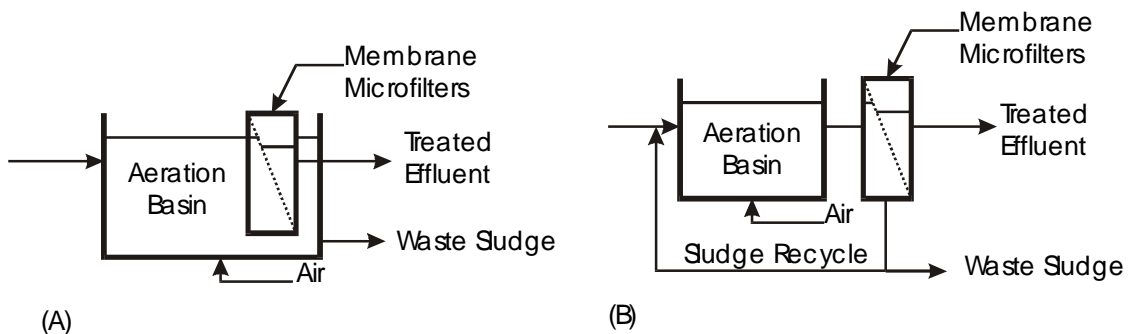 Membrane
Microfilters
Treated
Effluent
Aeration
Basin
Waste Sludge
Air
(A)
Membrane
Microfilters
Treated
Effluent
Aeration
Basin
Air
Sludge Recycle
Waste Sludge
(B)